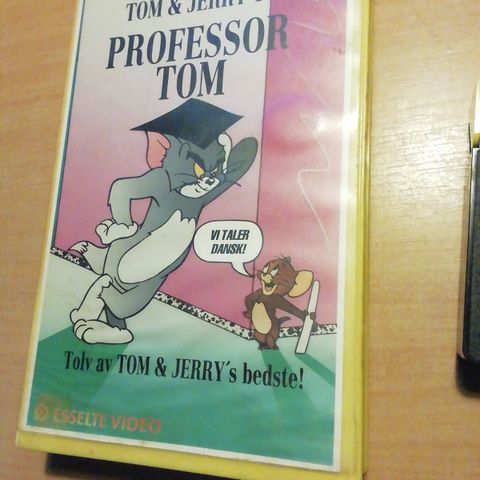 TOM & JERRY
PROFESSOR
TOM
VI TALER
DANSK!
Tolv av TOM & JERRY´s bedste!
ESSELTE VIDEO